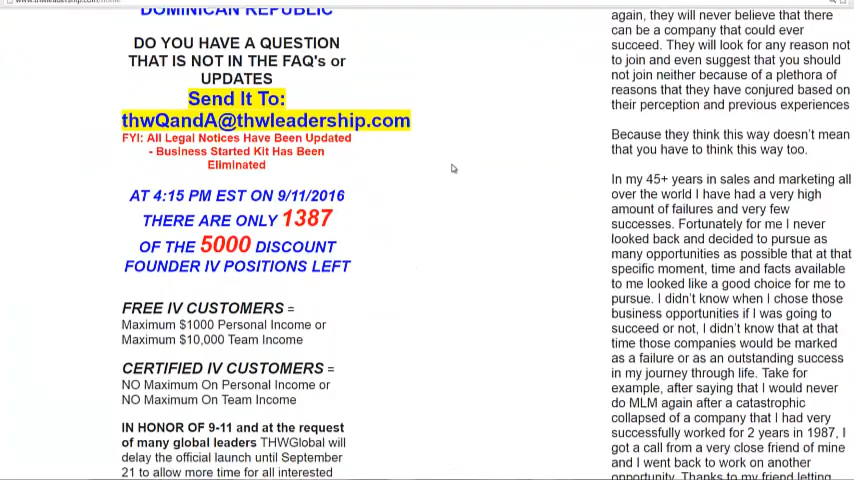 www.thwleadership.com/home
DOMINICAN REPUBLIC
DO YOU HAVE A QUESTION
THAT IS NOT IN THE FAQ's or
UPDATES
Send It To:
thwQandA@thwleadership.com
FYI: All Legal Notices Have Been Updated
- Business Started Kit Has Been
Eliminated
AT 4:15 PM EST ON 9/11/2016
THERE ARE ONLY 1387
OF THE 5000 DISCOUNT
FOUNDER IV POSITIONS LEFT
FREE IV CUSTOMERS =
Maximum $1000 Personal Income or
Maximum $10,000 Team Income
CERTIFIED IV CUSTOMERS =
NO Maximum On Personal Income or
NO Maximum On Team Income
IN HONOR OF 9-11 and at the request
of many global leaders THWGlobal will
delay the official launch until September
21 to allow more time for all interested
again, they will never believe that there
can be a company that could ever
succeed. They will look for any reason not
to join and even suggest that you should
not join neither because of a plethora of
reasons that they have conjured based on
their perception and previous experiences
Because they think this way doesn't mean
that you have to think this way too.
In my 45+ years in sales and marketing all
over the world I have had a very high
amount of failures and very few
successes. Fortunately for me I never
looked back and decided to pursue as
many opportunities as possible that at that
specific moment, time and facts available
to me looked like a good choice for me to
pursue. I didn't know when I chose those
business opportunities if I was going to
succeed or not, I didn't know that at that
time those companies would be marked
as a failure or as an outstanding success
in my journey through life. Take for
example, after saying that I would never
do MLM again after a catastrophic
collapsed of a company that I had very
successfully worked for 2 years in 1987, I
got a call from a very close friend of mine
and I went back to work on another
opportunity. Thanks to my friend letting